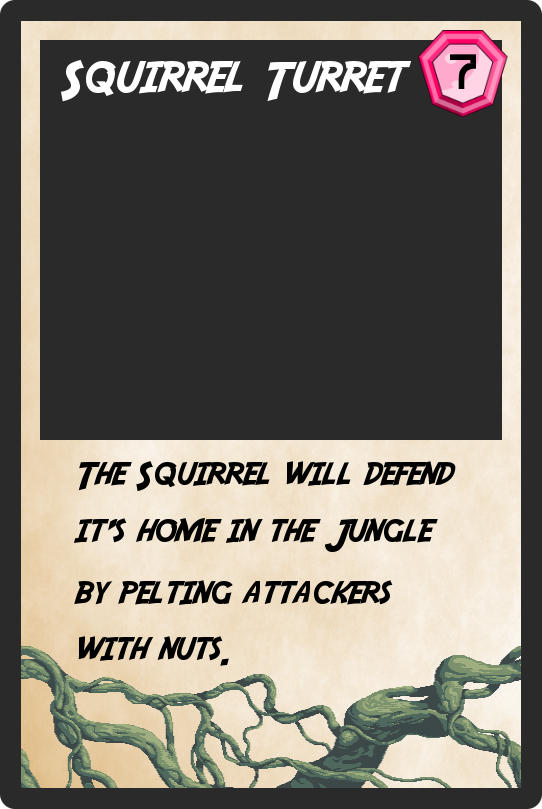 Squirrel Turret
7
The Squirrel will defend
it's home in the Jungle
by pelting attackers
with nuts.